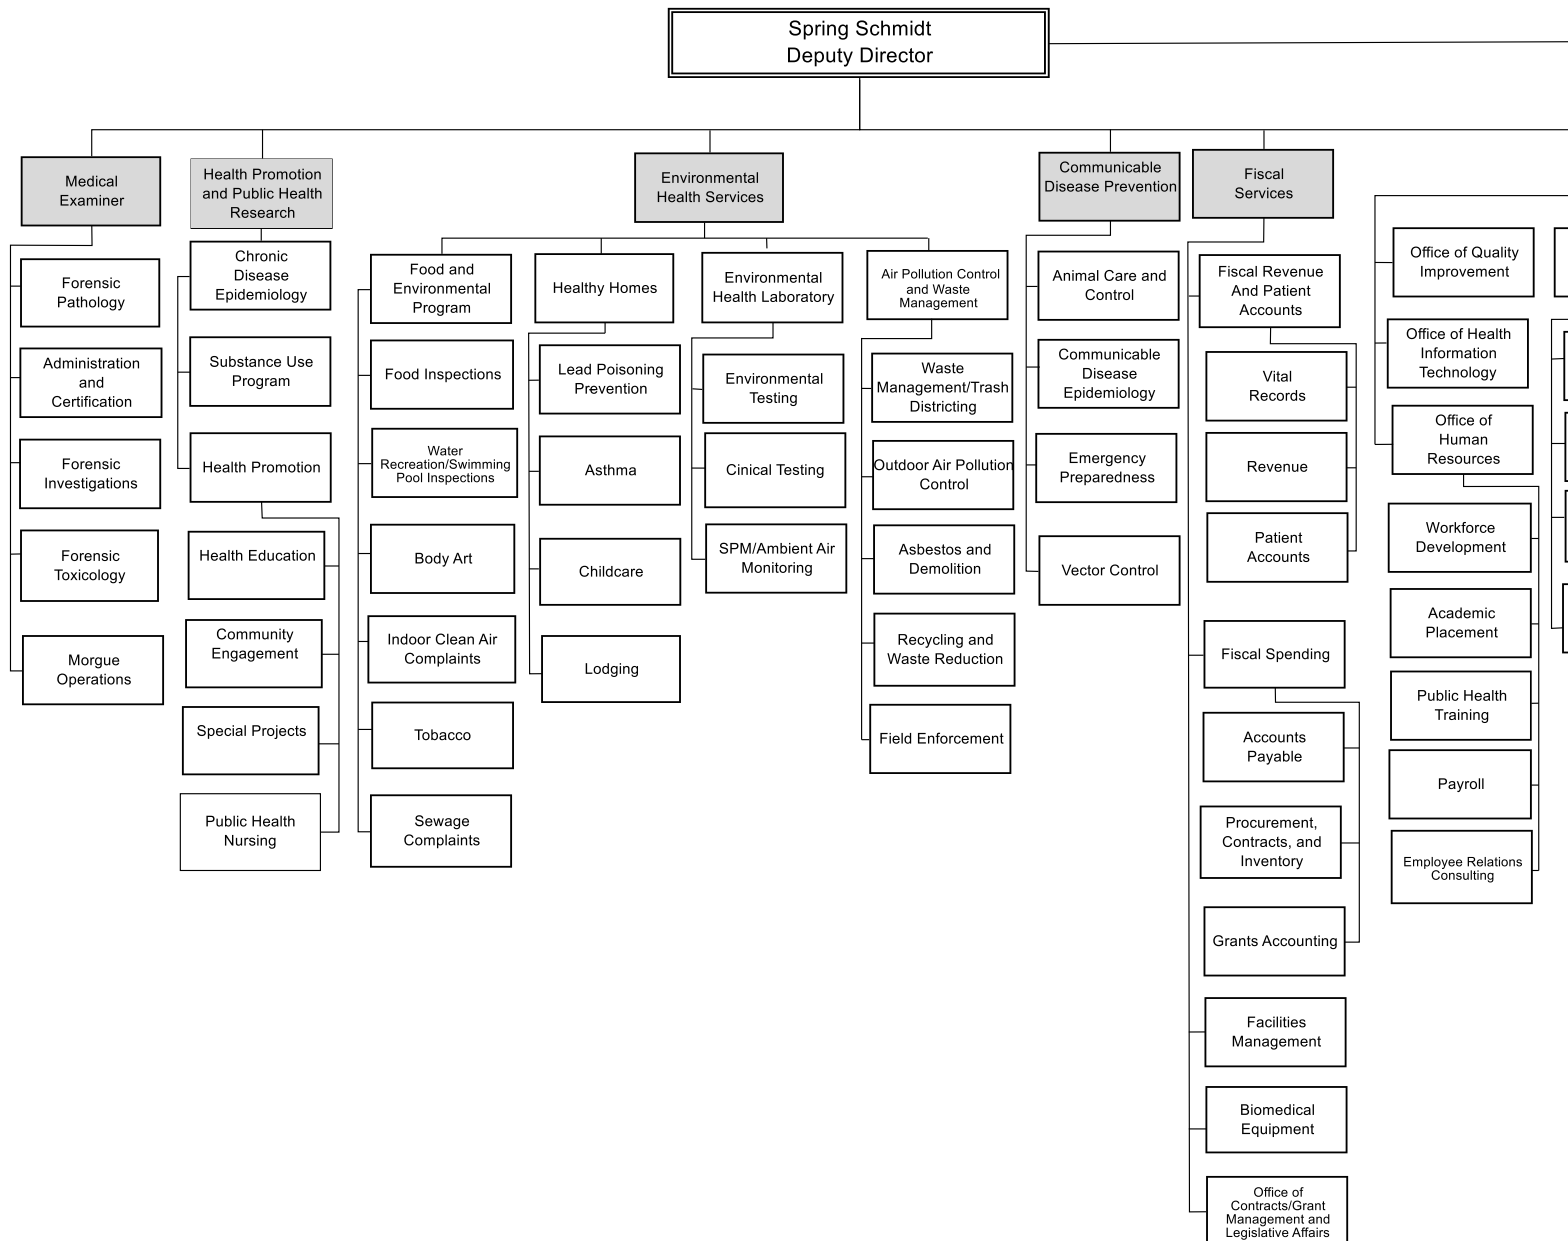 Spring Schmidt
Deputy Director
Medical
Examiner
Forensic
Pathology
Administration
and
Certification
Forensic
Investigations
Forensic
Toxicology
Morgue
Operations
Health Promotion
and Public Health
Research
Chronic
Disease
Epidemiology
Substance Use
Program
Health Promotion
Health Education
Community
Engagement
Special Projects
Public Health
Nursing
Environmental
Health Services
Food and
Environmental
Program
Food Inspections
Water
Recreation/Swimming
Pool Inspections
Body Art
Indoor Clean Air
Complaints
Tobacco
Sewage
Complaints
Healthy Homes
Lead Poisoning
Prevention
Asthma
Childcare
Lodging
Environmental
Health Laboratory
Environmental
Testing
Cinical Testing
SPM/Ambient Air
Monitoring
Air Pollution Control
and Waste
Management
Waste
Management/Trash
Districting
Outdoor Air Pollution
Control
Asbestos and
Demolition
Recycling and
Waste Reduction
Field Enforcement
Communicable
Disease Prevention
Animal Care and
Control
Communicable
Disease
Epidemiology
Emergency
Preparedness
Vector Control
Fiscal
Services
Fiscal Revenue
And Patient
Accounts
Vital
Records
Revenue
Patient
Accounts
Fiscal Spending
Accounts
Payable
Procurement,
Contracts, and
Inventory
Grants Accounting
Facilities
Management
Biomedical
Equipment
Office of
Contracts/Grant
Management and
Legislative Affairs
Office of Quality
Improvement
Office of Health
Information
Technology
Office of
Human
Resources
Workforce
Development
Academic
Placement
Public Health
Training
Payroll
Employee Relations
Consulting